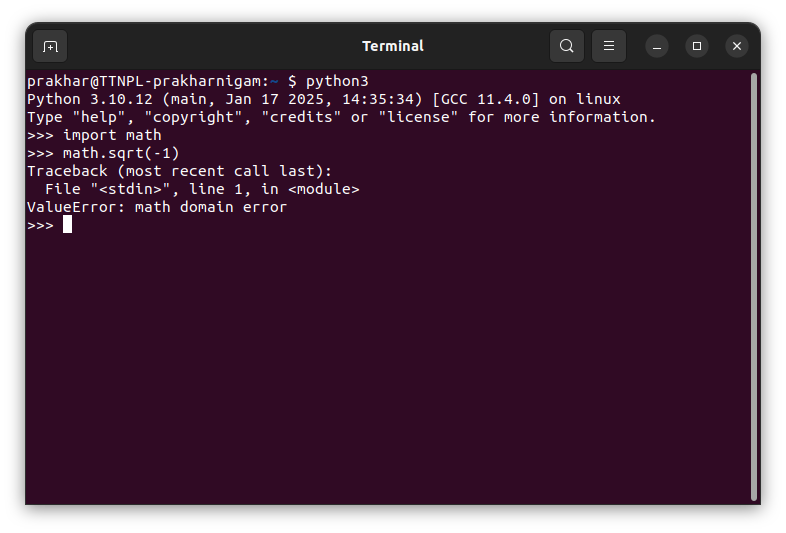 Terminal
prakhar@TTNPL-prakharnigam:~ $ python3
Python 3.10.12 (main, Jan 17 2025, 14:35:34) [GCC 11.4.0] on linux
Type "help", "copyright", "credits" or "license" for more information.
>>> import math
>>> math.sqrt(-1)
Traceback (most recent call last):
  File "<stdin>", line 1, in <module>
ValueError: math domain error
>>>